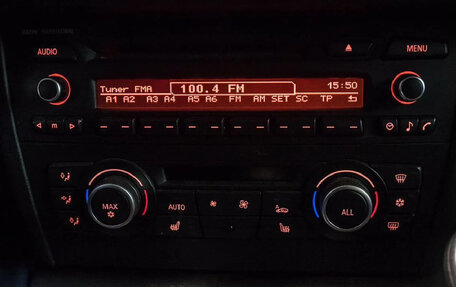 AUDIO
MENU
Tuner FMA 100.4 FM 15:50
A1 A2 A3 A4 A5 A6 FM AM SET SC TP
m
MAX
AUTO
ALL